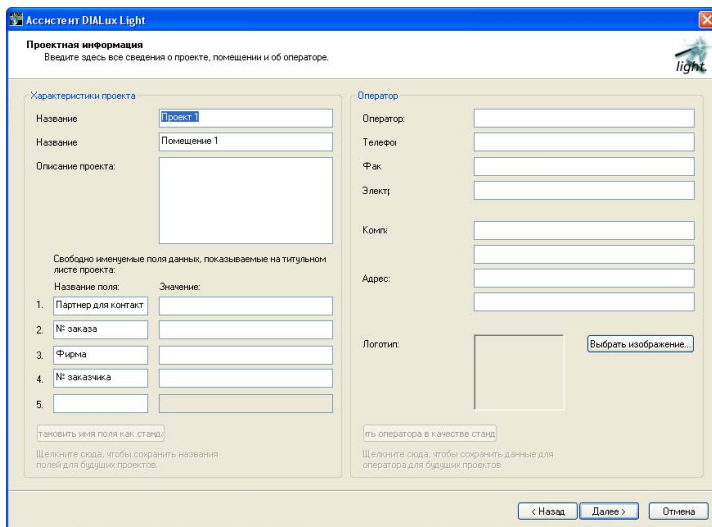 Ассистент DIALux Light
Проектная информация
Введите здесь все сведения о проекте, помещении и об операторе.
light.
Характеристики проекта
Название
Проект 1
Название
Помещение 1
Описание проекта:
Свободно именуемые поля данных, показываемые на титульном
листе проекта:
Название поля:
Значение:
1. Партнер для контакт
2. № заказа
3. Фирма
4. № заказчика
5.
тановить имя поля как станда
Щелкните сюда, чтобы сохранить названия
полей для будущих проектов.
Оператор
Оператор:
Телефо
Фак
Элект
Компа
Адрес:
Логотип:
Выбрать изображение...
ть оператора в качестве станд
Щелкните сюда, чтобы сохранить данные для
оператора для будущих проектов.
< Назад
Далее >
Отмена